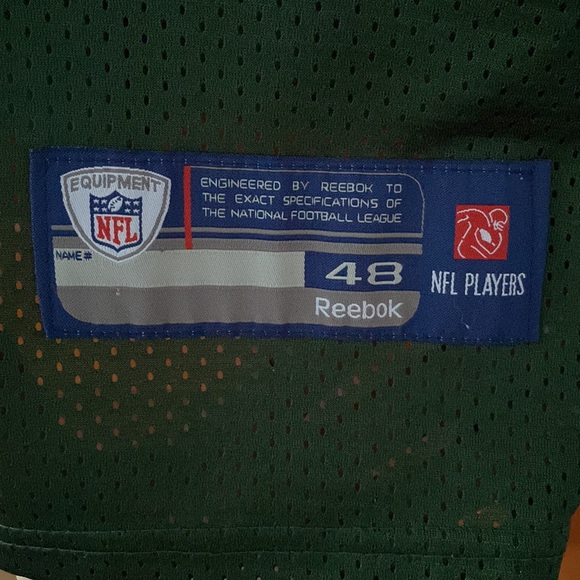 EQUIPMENT
NFL
ENGINEERED BY REEBOK TO
THE EXACT SPECIFICATIONS OF
THE NATIONAL FOOTBALL LEAGUE
NAME #
48
Reebok
NFL PLAYERS